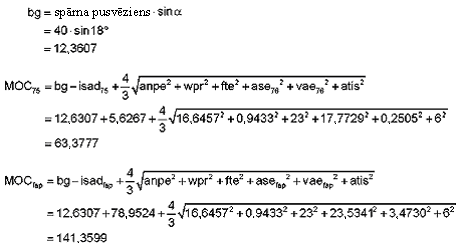 bg = spārna pusvēziens · sinα
= 40 · sin18°
= 12,3607
MOC₇₅ = bg – isad₇₅ + 4/3 √(anpe² + wpr² + fte² + ase₇₅² + vae₇₅² + atis²)
= 12,6307 + 5,6267 + 4/3 √(16,6457² + 0,9433² + 23² + 17,7729² + 0,2505² + 6²)
= 63,3777
MOC_fap = bg – isad_fap + 4/3 √(anpe² + wpr² + fte² + ase_fap² + vae_fap² + atis²)
= 12,6307 + 78,9524 + 4/3 √(16,6457² + 0,9433² + 23² + 23,5341² + 3,4730² + 6²)
= 141,3599